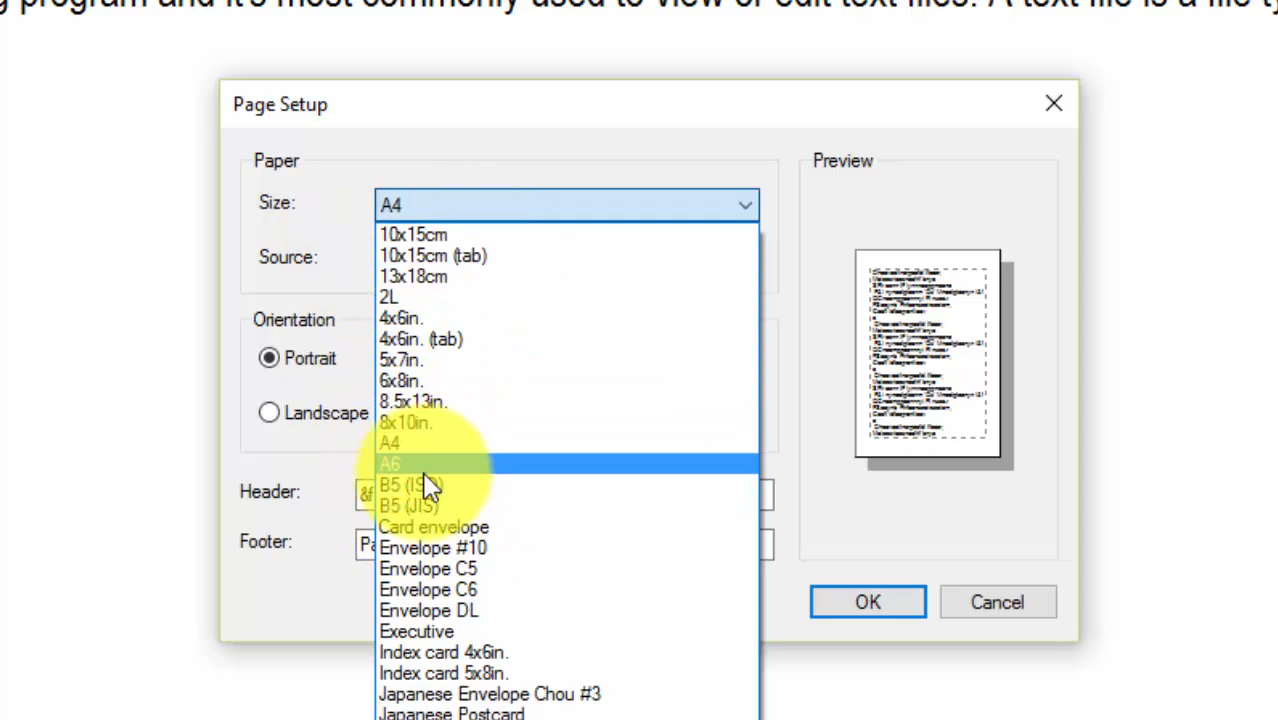 g program and it's most commonly used to view or edit text files. A text file is a file ty
Page Setup
Paper
Size:
A4
Source:
10x15cm
10x15cm (tab)
13x18cm
2L
4x6in.
4x6in. (tab)
5x7in.
6x8in.
8.5x13in.
8x10in.
A4
A6
B5 (ISO)
B5 (JIS)
Card envelope
Envelope #10
Envelope C5
Envelope C6
Envelope DL
Executive
Index card 4x6in.
Index card 5x8in.
Japanese Envelope Chou #3
Japanese Postcard
Orientation
Portrait
Landscape
Header:
&f
Footer:
Pa
Preview
OK
Cancel